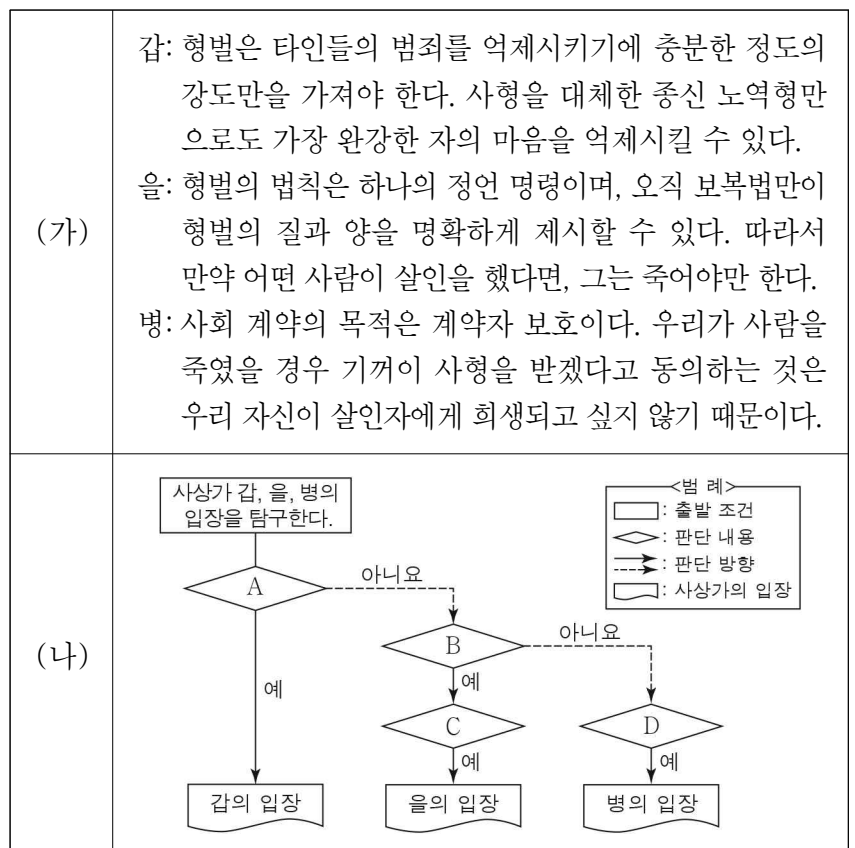 갑: 형벌은 타인들의 범죄를 억제시키기에 충분한 정도의
강도만을 가져야 한다. 사형을 대체한 종신 노역형만
으로도 가장 완강한 자의 마음을 억제시킬 수 있다.
을: 형벌의 법칙은 하나의 정언 명령이며, 오직 보복법만이
(가)
형벌의 질과 양을 명확하게 제시할 수 있다. 따라서
만약 어떤 사람이 살인을 했다면, 그는 죽어야만 한다.
병: 사회 계약의 목적은 계약자 보호이다. 우리가 사람을
죽였을 경우 기꺼이 사형을 받겠다고 동의하는 것은
우리 자신이 살인자에게 희생되고 싶지 않기 때문이다.
(나)
사상가 갑, 을, 병의
입장을 탐구한다.
<범 례>
: 출발 조건
: 판단 내용
: 판단 방향
: 사상가의 입장
A
아니요
B
아니요
예
예
C
D
예
예
갑의 입장
을의 입장
병의 입장